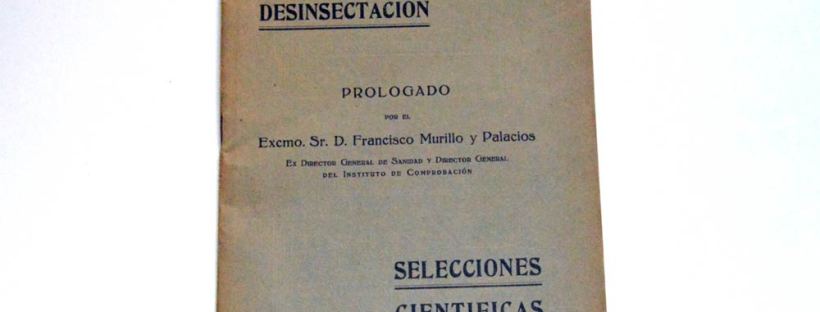 DESINSECTACION
PROLOGADO
POR EL
Excmo. Sr. D. Francisco Murillo y Palacios
EX DIRECTOR GENERAL DE SANIDAD Y DIRECTOR GENERAL
DEL INSTITUTO DE COMPROBACIÓN
SELECCIONES
CIENTIFICAS